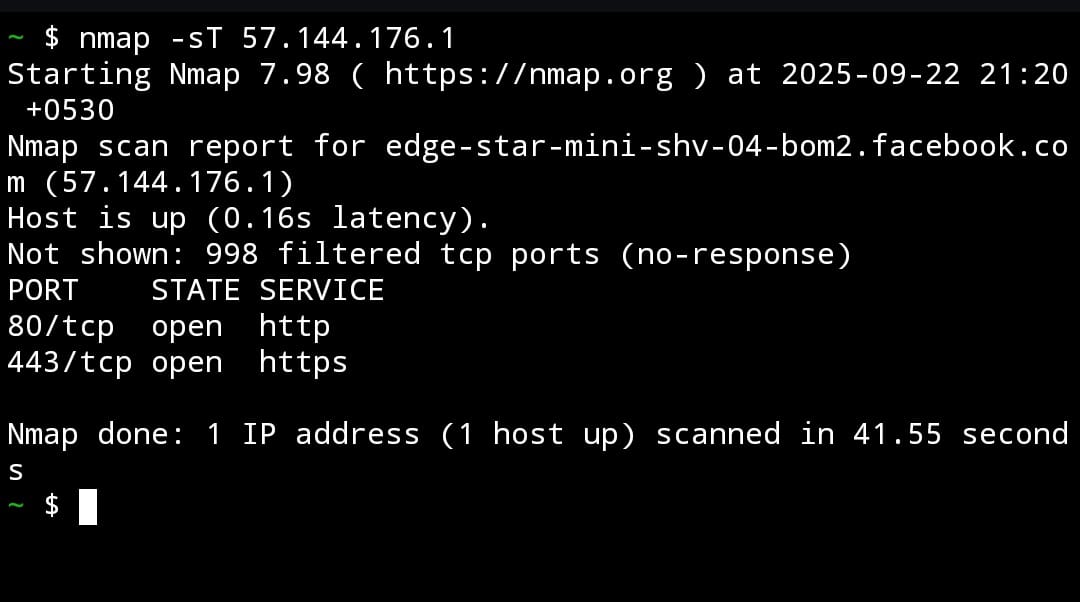 ~ $ nmap -sT 57.144.176.1
Starting Nmap 7.98 ( https://nmap.org ) at 2025-09-22 21:20
 +0530
Nmap scan report for edge-star-mini-shv-04-bom2.facebook.co
m (57.144.176.1)
Host is up (0.16s latency).
Not shown: 998 filtered tcp ports (no-response)
PORT    STATE SERVICE
80/tcp  open  http
443/tcp open  https
Nmap done: 1 IP address (1 host up) scanned in 41.55 second
s
~ $